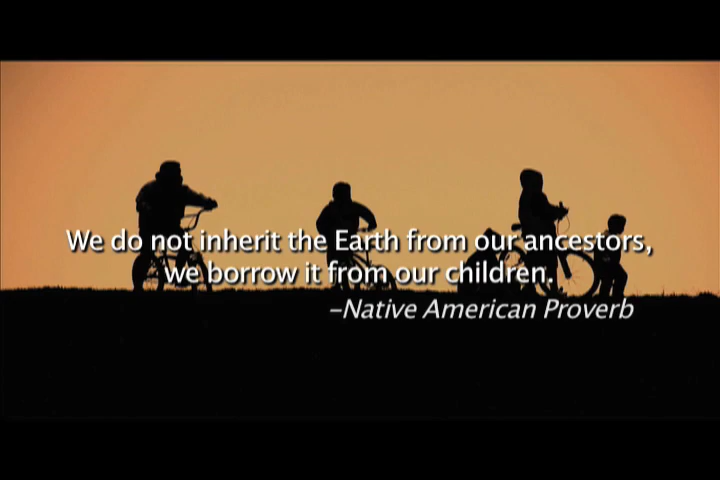 We do not inherit the Earth from our ancestors,
we borrow it from our children.
–Native American Proverb